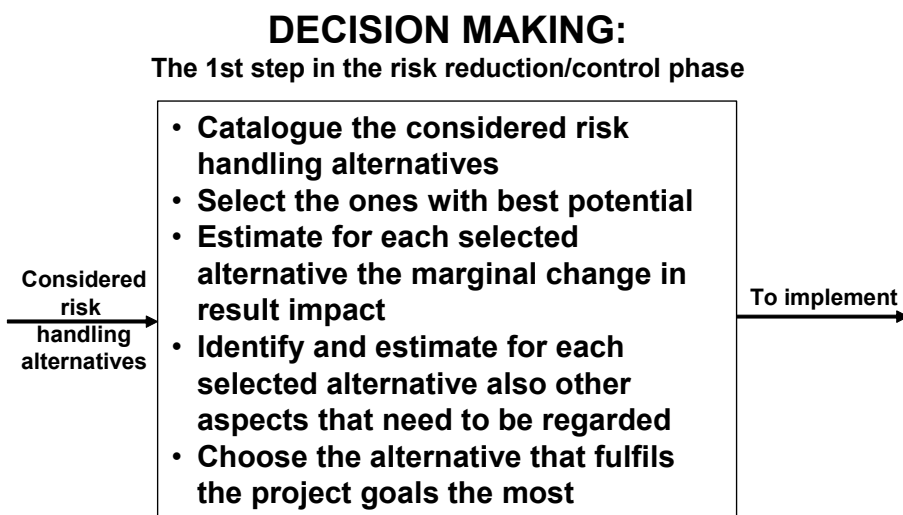 DECISION MAKING:
The 1st step in the risk reduction/control phase
• Catalogue the considered risk
handling alternatives
• Select the ones with best potential
• Estimate for each selected
alternative the marginal change in
result impact
• Identify and estimate for each
selected alternative also other
aspects that need to be regarded
• Choose the alternative that fulfils
the project goals the most
Considered
risk
handling
alternatives
To implement